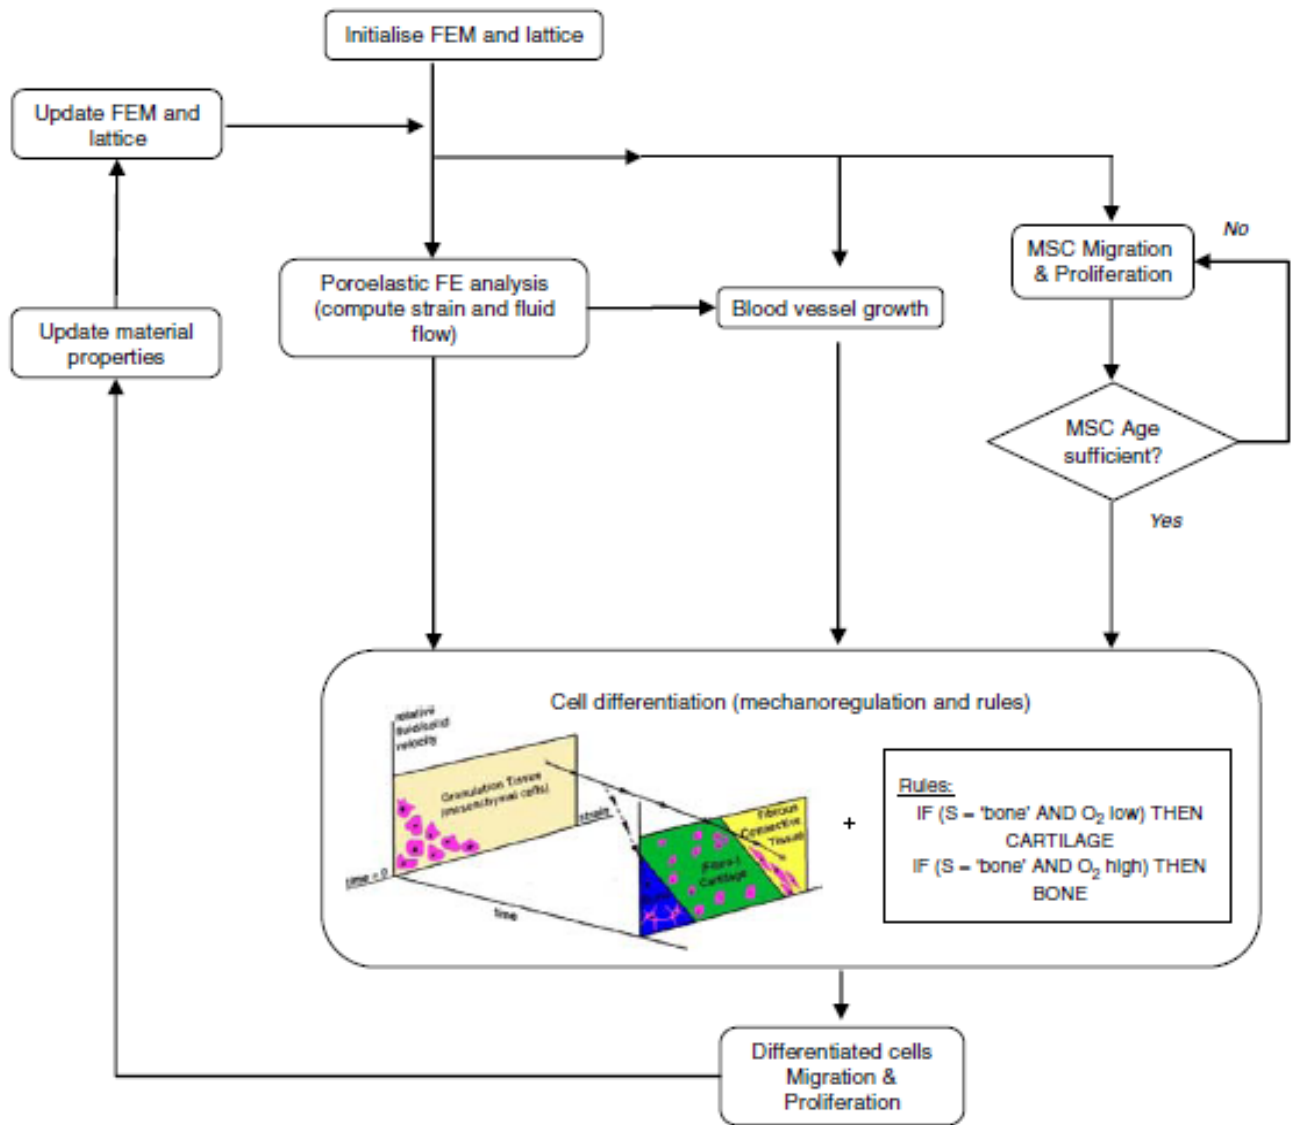 Initialise FEM and lattice
Update FEM and
lattice
MSC Migration
& Proliferation
No
Poroelastic FE analysis
(compute strain and fluid
flow)
Blood vessel growth
Update material
properties
MSC Age
sufficient?
Yes
Cell differentiation (mechanoregulation and rules)
relative
fluid/solid
velocity
Granulation Tissue
(mesenchymal cells)
strain
time = 0
time
Fibrous
Connective
Tissue
Cartilage
+
Rules:
IF (S = 'bone' AND O2 low) THEN
CARTILAGE
IF (S = 'bone' AND O2 high) THEN
BONE
Differentiated cells
Migration &
Proliferation